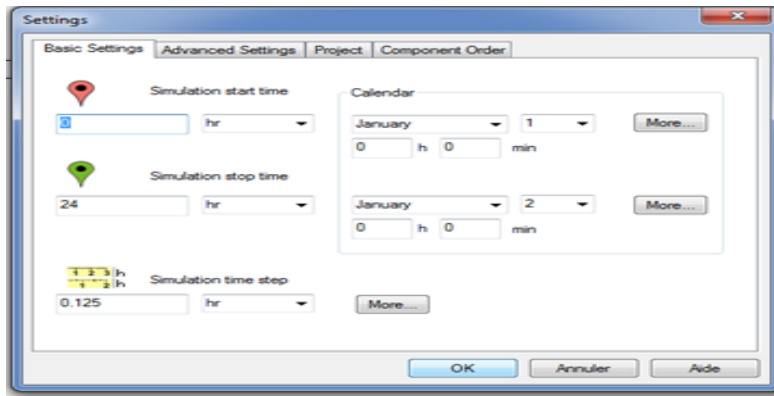 Settings
Basic Settings Advanced Settings Project Component Order
Simulation start time Calendar
0 hr January 1 More...
0 h 0 min
Simulation stop time
24 hr January 2 More...
0 h 0 min
1 2 3 h
1 2 h
Simulation time step
0.125 hr More...
OK Annuler Aide